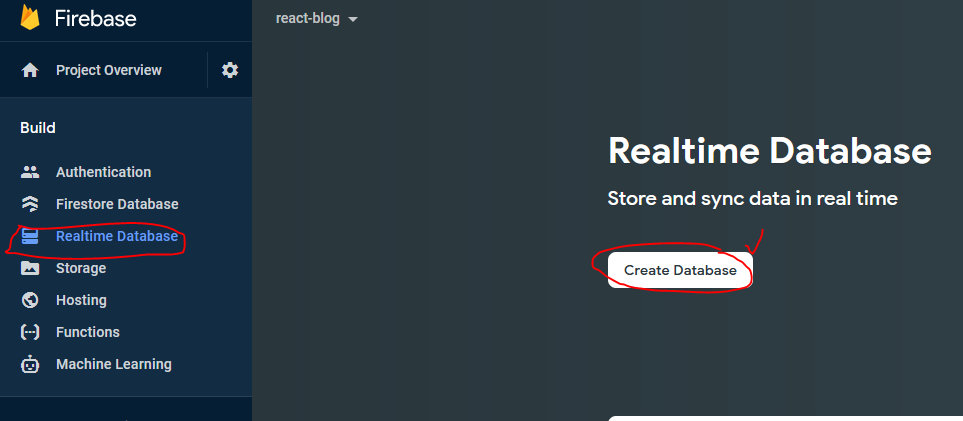 Firebase
Project Overview
Build
Authentication
Firestore Database
Realtime Database
Storage
Hosting
Functions
Machine Learning
react-blog
Realtime Database
Store and sync data in real time
Create Database